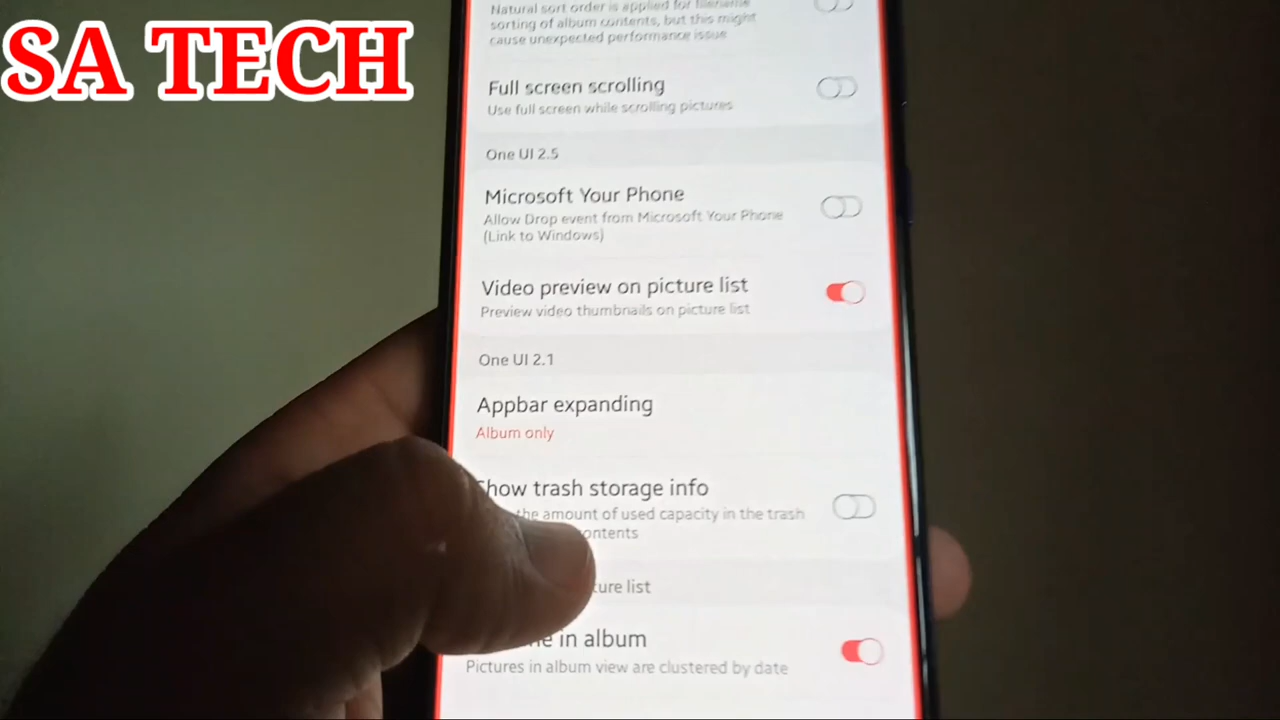 SA TECH
Natural sort order is applied for filename
sorting of album contents, but this might
cause unexpected performance issue
Full screen scrolling
Use full screen while scrolling pictures
One UI 2.5
Microsoft Your Phone
Allow Drop event from Microsoft Your Phone
(Link to Windows)
Video preview on picture list
Preview video thumbnails on picture list
One UI 2.1
Appbar expanding
Album only
Show trash storage info
the amount of used capacity in the trash
contents
list
in album
Pictures in album view are clustered by date